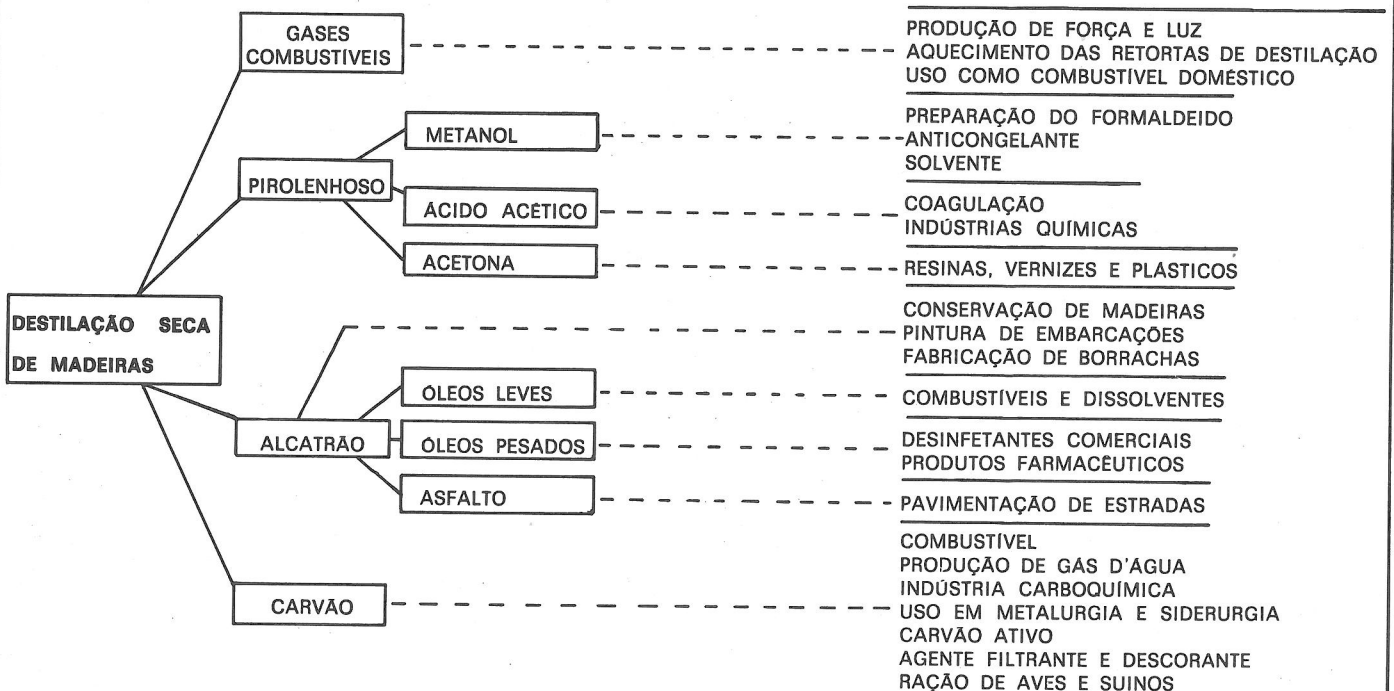 GASES
COMBUSTÍVEIS
PRODUÇÃO DE FORÇA E LUZ
AQUECIMENTO DAS RETORTAS DE DESTILAÇÃO
USO COMO COMBUSTÍVEL DOMÉSTICO
PIROLENHOSO
METANOL
PREPARAÇÃO DO FORMALDEIDO
ANTICONGELANTE
SOLVENTE
ÁCIDO ACÉTICO
COAGULAÇÃO
INDÚSTRIAS QUÍMICAS
ACETONA
RESINAS, VERNIZES E PLASTICOS
DESTILAÇÃO SECA
DE MADEIRAS
CONSERVAÇÃO DE MADEIRAS
PINTURA DE EMBARCAÇÕES
FABRICAÇÃO DE BORRACHAS
ALCATRÃO
ÓLEOS LEVES
COMBUSTÍVEIS E DISSOLVENTES
ÓLEOS PESADOS
DESINFETANTES COMERCIAIS
PRODUTOS FARMACÊUTICOS
ASFALTO
PAVIMENTAÇÃO DE ESTRADAS
CARVÃO
COMBUSTÍVEL
PRODUÇÃO DE GÁS D'ÁGUA
INDÚSTRIA CARBOQUÍMICA
USO EM METALURGIA E SIDERURGIA
CARVÃO ATIVO
AGENTE FILTRANTE E DESCORANTE
RAÇÃO DE AVES E SUINOS